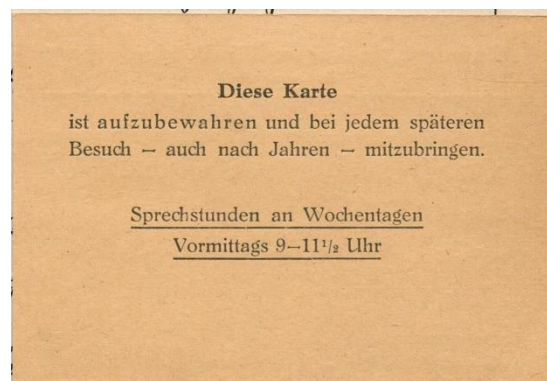 Diese Karte
ist aufzubewahren und bei jedem späteren
Besuch – auch nach Jahren – mitzubringen.
Sprechstunden an Wochentagen
Vormittags 9–11¹/₂ Uhr